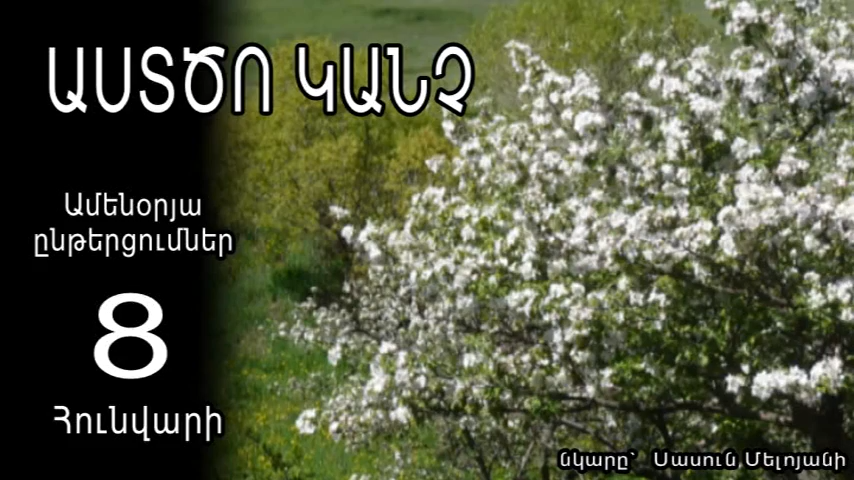 ԱՍՏԾՈ ԿԱՆՉ
Ամենօրյա
ընթերցումներ
8
Հունվարի
նկարը՝ Սասուն Մելոյանի